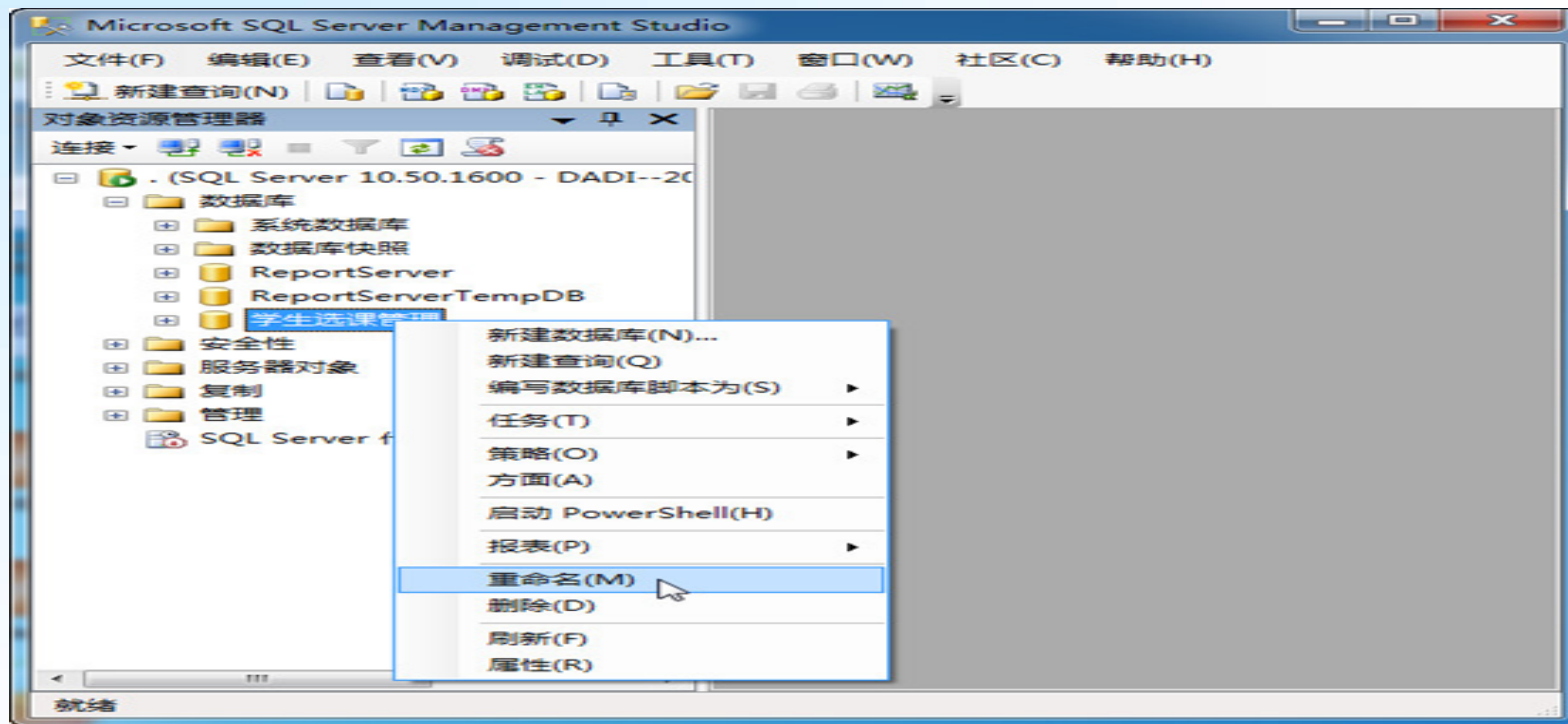 Microsoft SQL Server Management Studio
文件(F) 编辑(E) 查看(V) 调试(D) 工具(T) 窗口(W) 社区(C) 帮助(H)
新建查询(N)
对象资源管理器
连接
. (SQL Server 10.50.1600 - DADI--20
数据库
系统数据库
数据库快照
ReportServer
ReportServerTempDB
学生选课管理
安全性
服务器对象
复制
管理
SQL Server
新建数据库(N)...
新建查询(Q)
编写数据库脚本为(S)
任务(T)
策略(O)
方面(A)
启动 PowerShell(H)
报表(P)
重命名(M)
删除(D)
刷新(F)
属性(R)
就绪